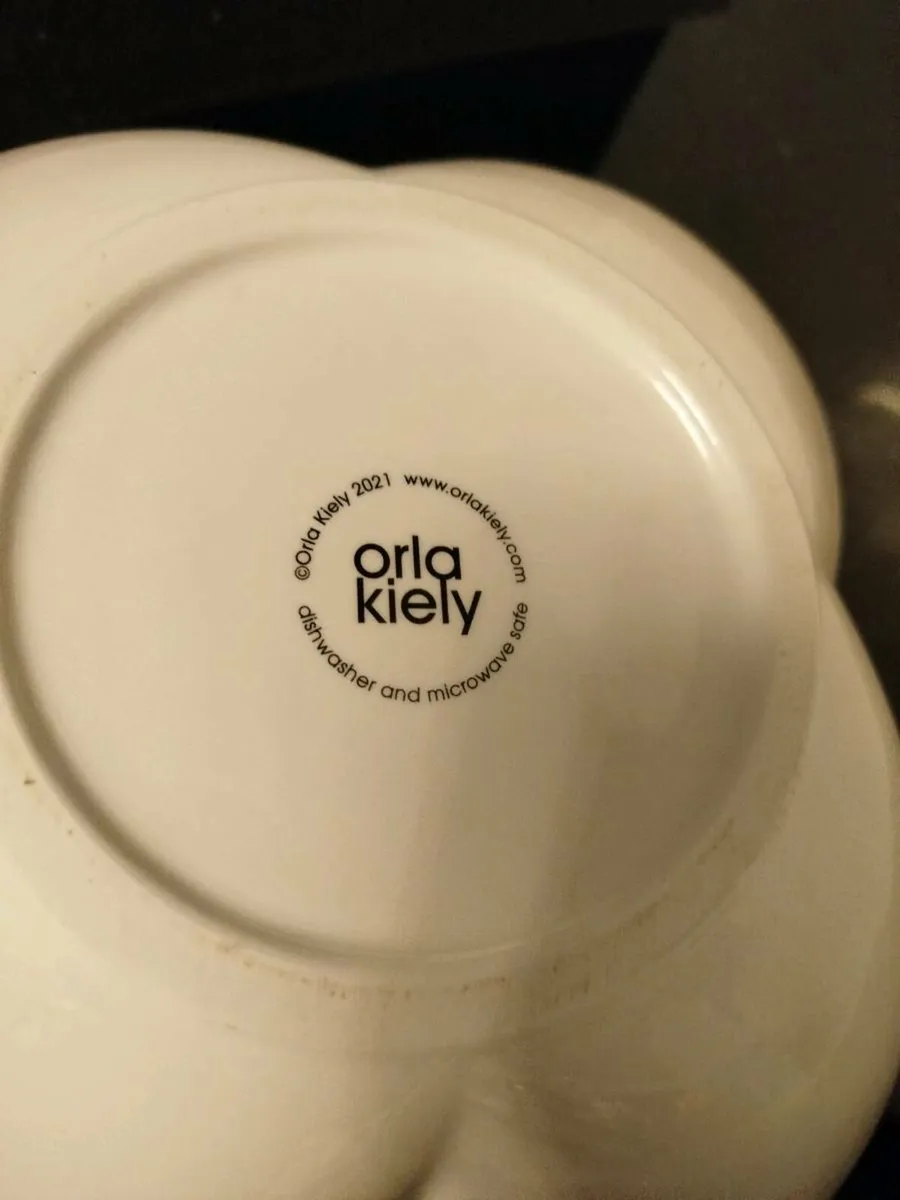 ©Orla Kiely 2021 www.orlakiely.com
orla
kiely
dishwasher and microwave safe